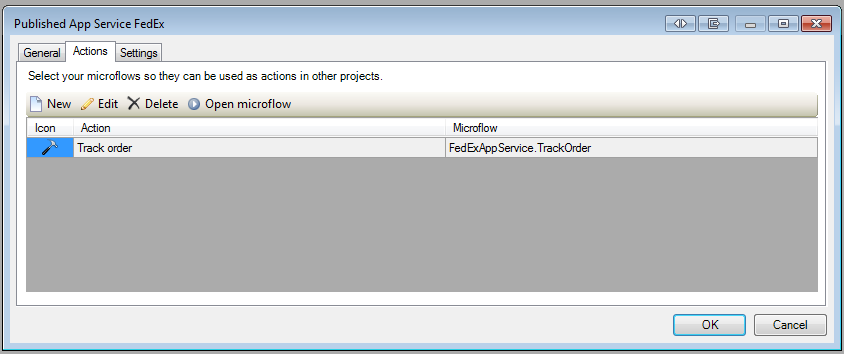 Published App Service FedEx
General Actions Settings
Select your microflows so they can be used as actions in other projects.
New Edit Delete Open microflow
Icon Action Microflow
Track order FedExAppService.TrackOrder
OK Cancel